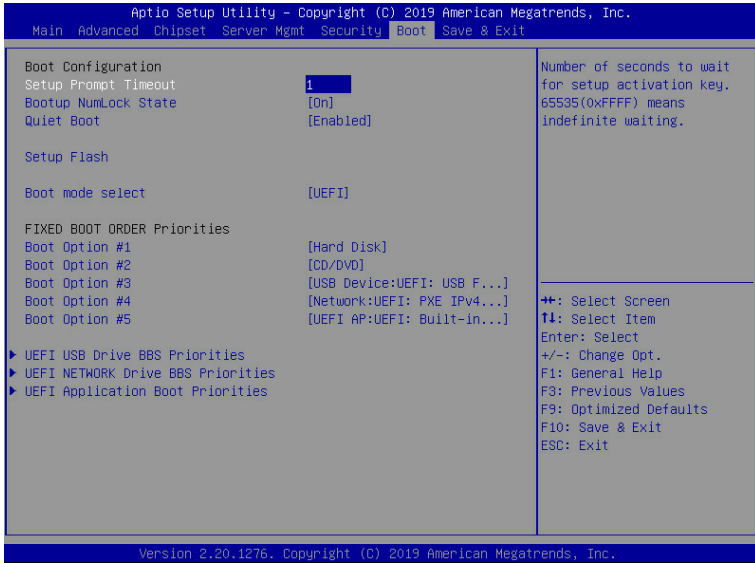 Aptio Setup Utility – Copyright (C) 2019 American Megatrends, Inc.
Main Advanced Chipset Server Mgmt Security Boot Save & Exit
Boot Configuration
Setup Prompt Timeout 1
Bootup NumLock State [On]
Quiet Boot [Enabled]
Setup Flash
Boot mode select [UEFI]
FIXED BOOT ORDER Priorities
Boot Option #1 [Hard Disk]
Boot Option #2 [CD/DVD]
Boot Option #3 [USB Device:UEFI: USB F...]
Boot Option #4 [Network:UEFI: PXE IPv4...]
Boot Option #5 [UEFI AP:UEFI: Built-in...]
UEFI USB Drive BBS Priorities
UEFI NETWORK Drive BBS Priorities
UEFI Application Boot Priorities
Number of seconds to wait
for setup activation key.
65535(0xFFFF) means
indefinite waiting.
→←: Select Screen
↑↓: Select Item
Enter: Select
+/-: Change Opt.
F1: General Help
F3: Previous Values
F9: Optimized Defaults
F10: Save & Exit
ESC: Exit
Version 2.20.1276. Copyright (C) 2019 American Megatrends, Inc.